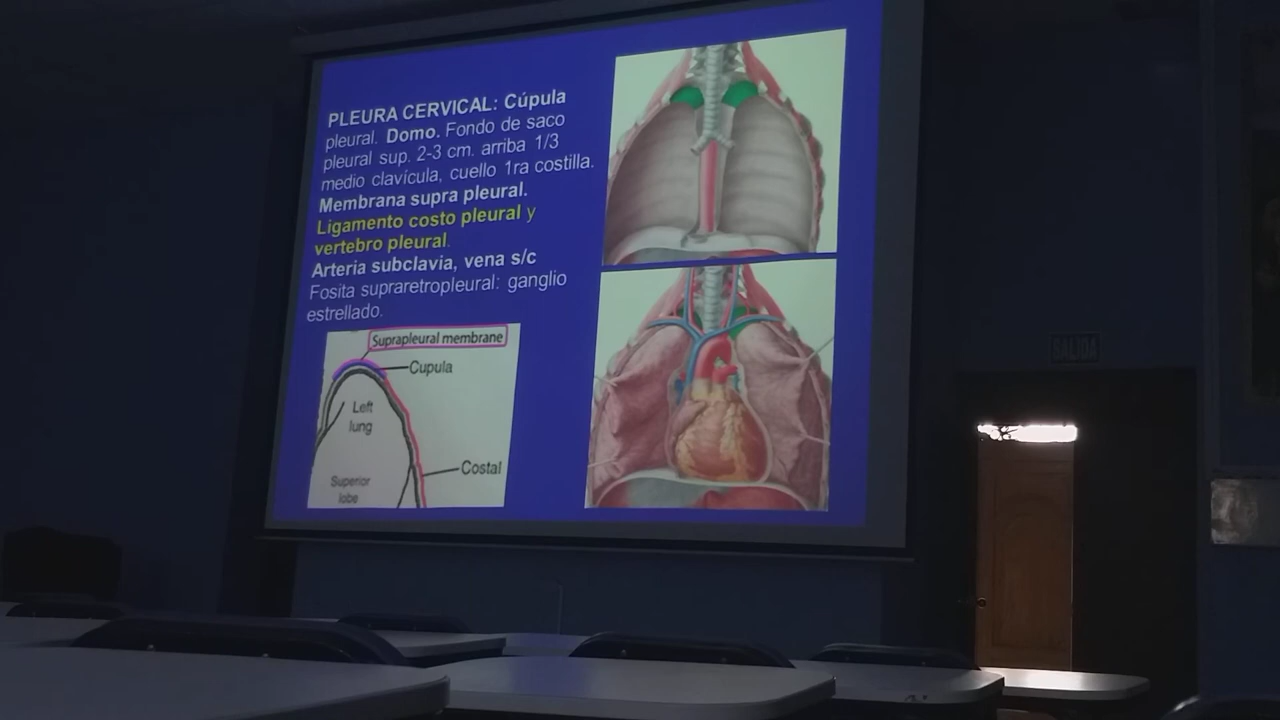 PLEURA CERVICAL: Cúpula
pleural. Domo. Fondo de saco
pleural sup. 2-3 cm. arriba 1/3
medio clavícula, cuello 1ra costilla.
Membrana supra pleural.
Ligamento costo pleural y
vertebro pleural.
Arteria subclavia, vena s/c
Fosita supraretropleural: ganglio
estrellado.
Suprapleural membrane
Cupula
Left
lung
Costal
Superior
lobe
SALIDA